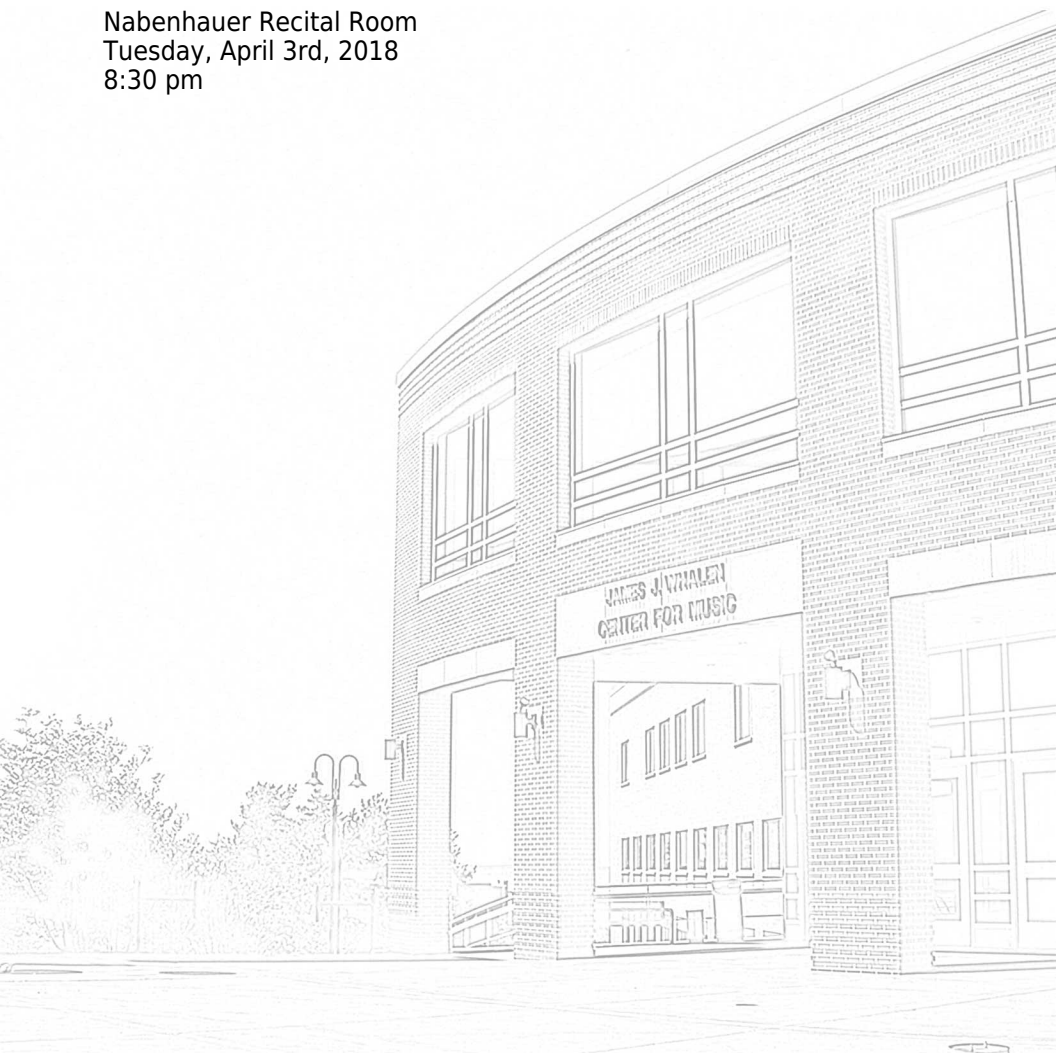 Nabenhauer Recital Room
Tuesday, April 3rd, 2018
8:30 pm
JAMES J. WHALEN
CENTER FOR MUSIC